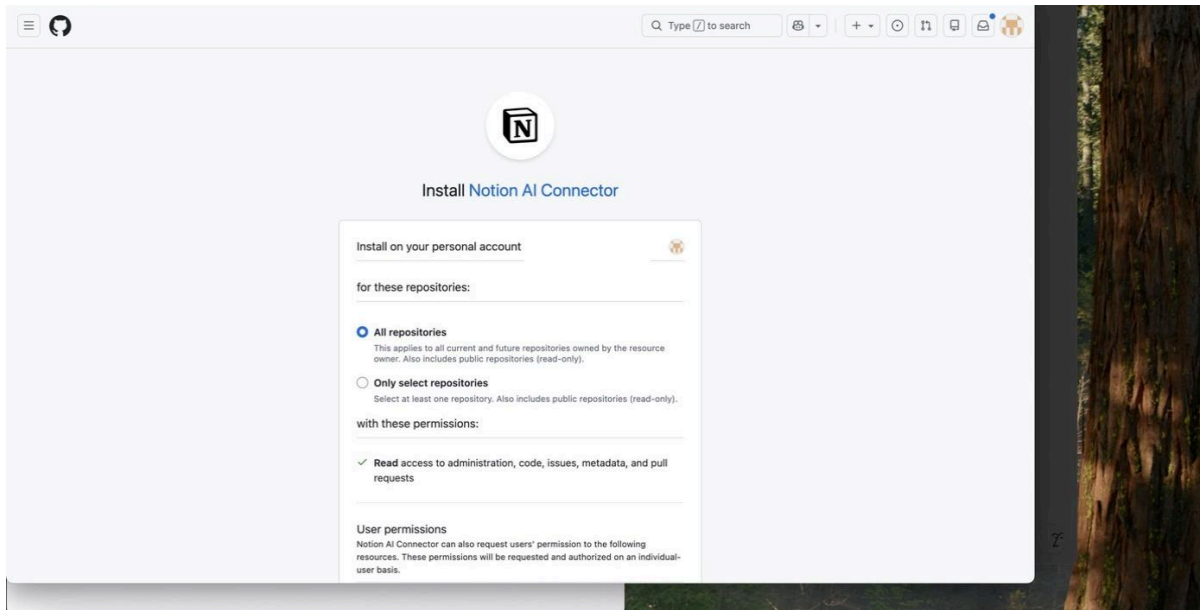 Type / to search
N
Install Notion AI Connector
Install on your personal account
for these repositories:
All repositories
This applies to all current and future repositories owned by the resource
owner. Also includes public repositories (read-only).
Only select repositories
Select at least one repository. Also includes public repositories (read-only).
with these permissions:
Read access to administration, code, issues, metadata, and pull
requests
User permissions
Notion AI Connector can also request users' permission to the following
resources. These permissions will be requested and authorized on an individual-
user basis.